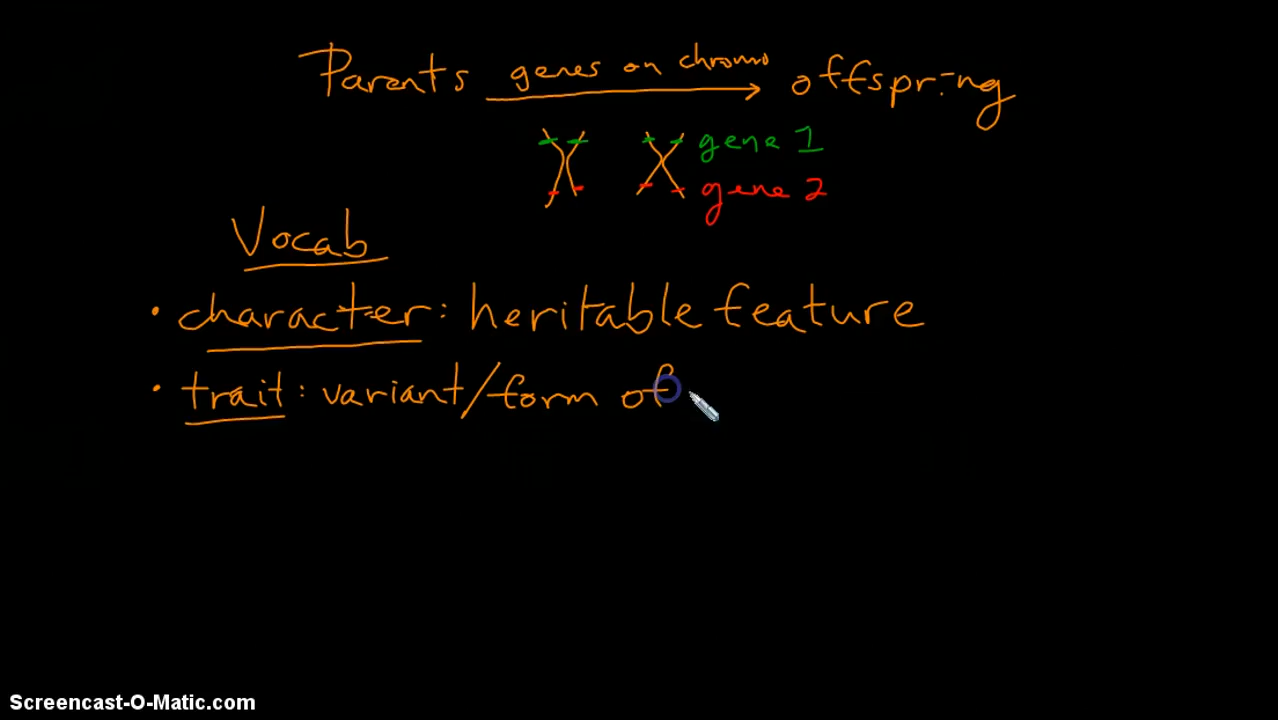 Parents genes on chromo offspring
gene 1
gene 2
Vocab
• character: heritable feature
• trait: variant/form of
Screencast-O-Matic.com